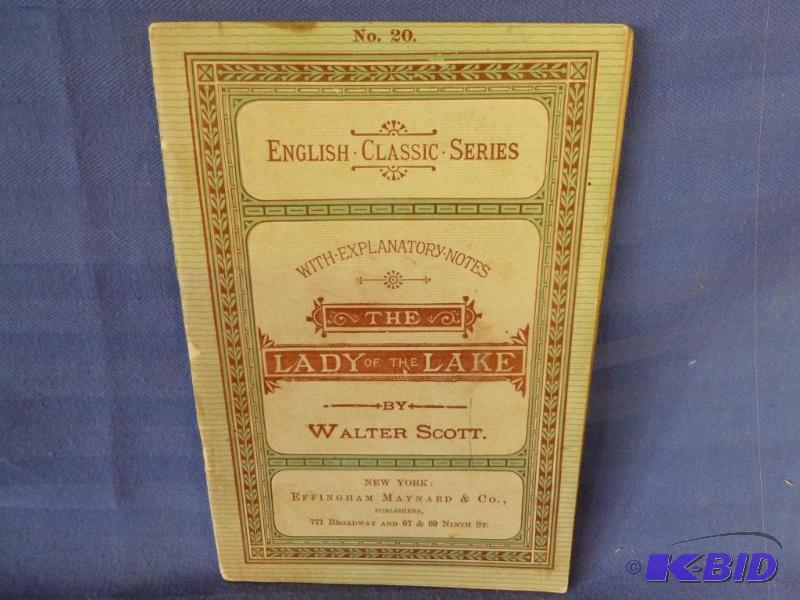 No. 20.
ENGLISH · CLASSIC · SERIES
WITH · EXPLANATORY · NOTES
THE
LADY OF THE LAKE
BY
WALTER SCOTT.
NEW YORK:
EFFINGHAM MAYNARD & CO.,
PUBLISHERS,
771 BROADWAY AND 67 & 69 NINTH ST.
© K-BID